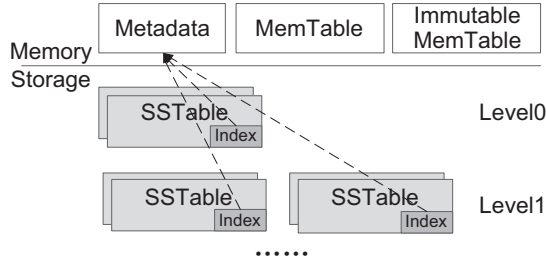 Metadata
MemTable
Immutable
MemTable
Memory
Storage
SSTable
Index
Level0
SSTable
Index
SSTable
Index
Level1
......